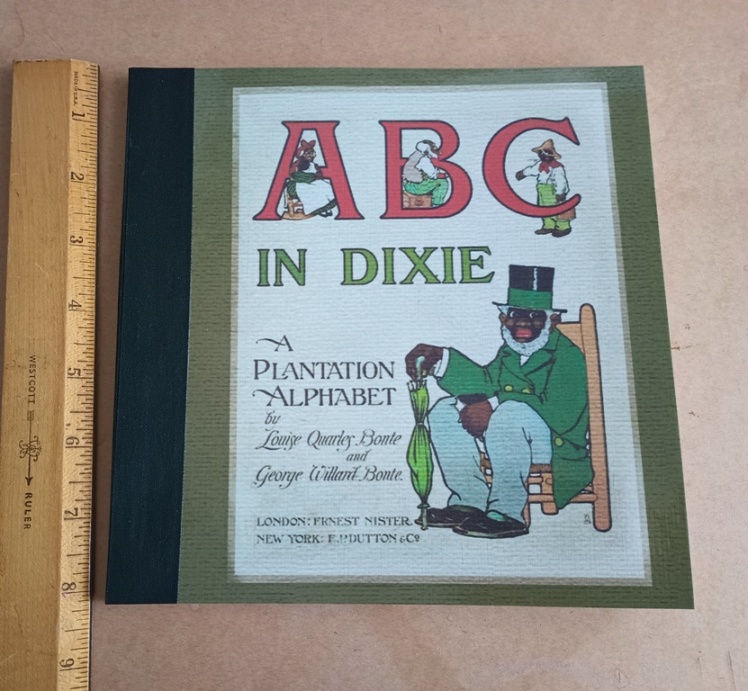 ABC
IN DIXIE
A
PLANTATION
ALPHABET
by
Louise Quarles Bonte
and
George Willard Bonte.
LONDON: ERNEST NISTER.
NEW YORK: E.P. DUTTON & Co.
1
2
3
4
5
6
7
8
9
WESTCOTT
RULER